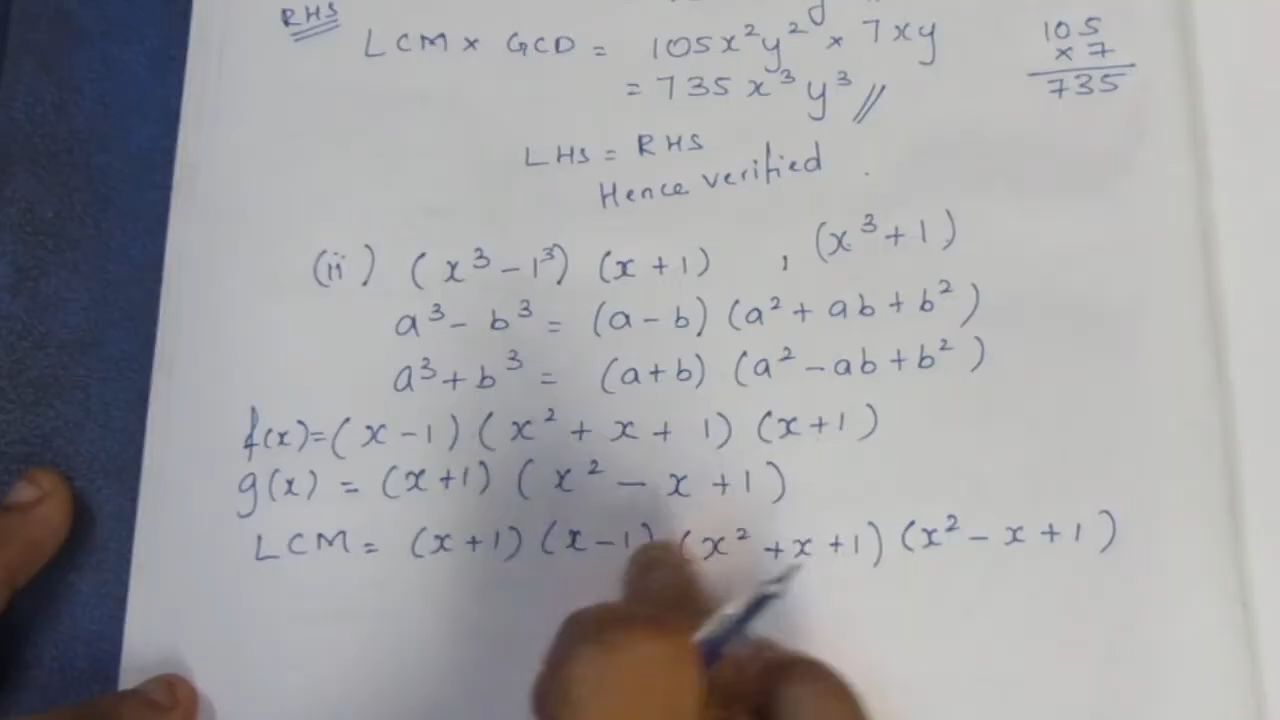 RHS
LCM × GCD = 105x²y² × 7xy
= 735x³y³ //
105
× 7
735
LHS = RHS
Hence verified.
(ii) (x³ - 1³) (x + 1) , (x³ + 1)
a³ - b³ = (a - b) (a² + ab + b²)
a³ + b³ = (a + b) (a² - ab + b²)
f(x) = (x - 1) (x² + x + 1) (x + 1)
g(x) = (x + 1) (x² - x + 1)
LCM = (x + 1) (x - 1) (x² + x + 1) (x² - x + 1)